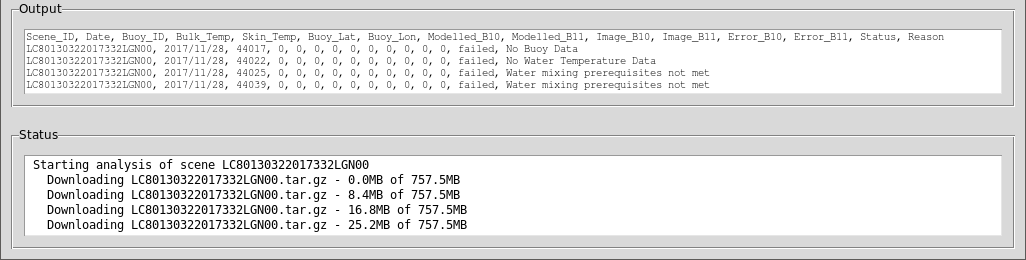 Output
Scene_ID, Date, Buoy_ID, Bulk_Temp, Skin_Temp, Buoy_Lat, Buoy_Lon, Modelled_B10, Modelled_B11, Image_B10, Image_B11, Error_B10, Error_B11, Status, Reason
LC80130322017332LGN00, 2017/11/28, 44017, 0, 0, 0, 0, 0, 0, 0, 0, 0, 0, failed, No Buoy Data
LC80130322017332LGN00, 2017/11/28, 44022, 0, 0, 0, 0, 0, 0, 0, 0, 0, 0, failed, No Water Temperature Data
LC80130322017332LGN00, 2017/11/28, 44025, 0, 0, 0, 0, 0, 0, 0, 0, 0, 0, failed, Water mixing prerequisites not met
LC80130322017332LGN00, 2017/11/28, 44039, 0, 0, 0, 0, 0, 0, 0, 0, 0, 0, failed, Water mixing prerequisites not met
Status
Starting analysis of scene LC80130322017332LGN00
Downloading LC80130322017332LGN00.tar.gz - 0.0MB of 757.5MB
Downloading LC80130322017332LGN00.tar.gz - 8.4MB of 757.5MB
Downloading LC80130322017332LGN00.tar.gz - 16.8MB of 757.5MB
Downloading LC80130322017332LGN00.tar.gz - 25.2MB of 757.5MB